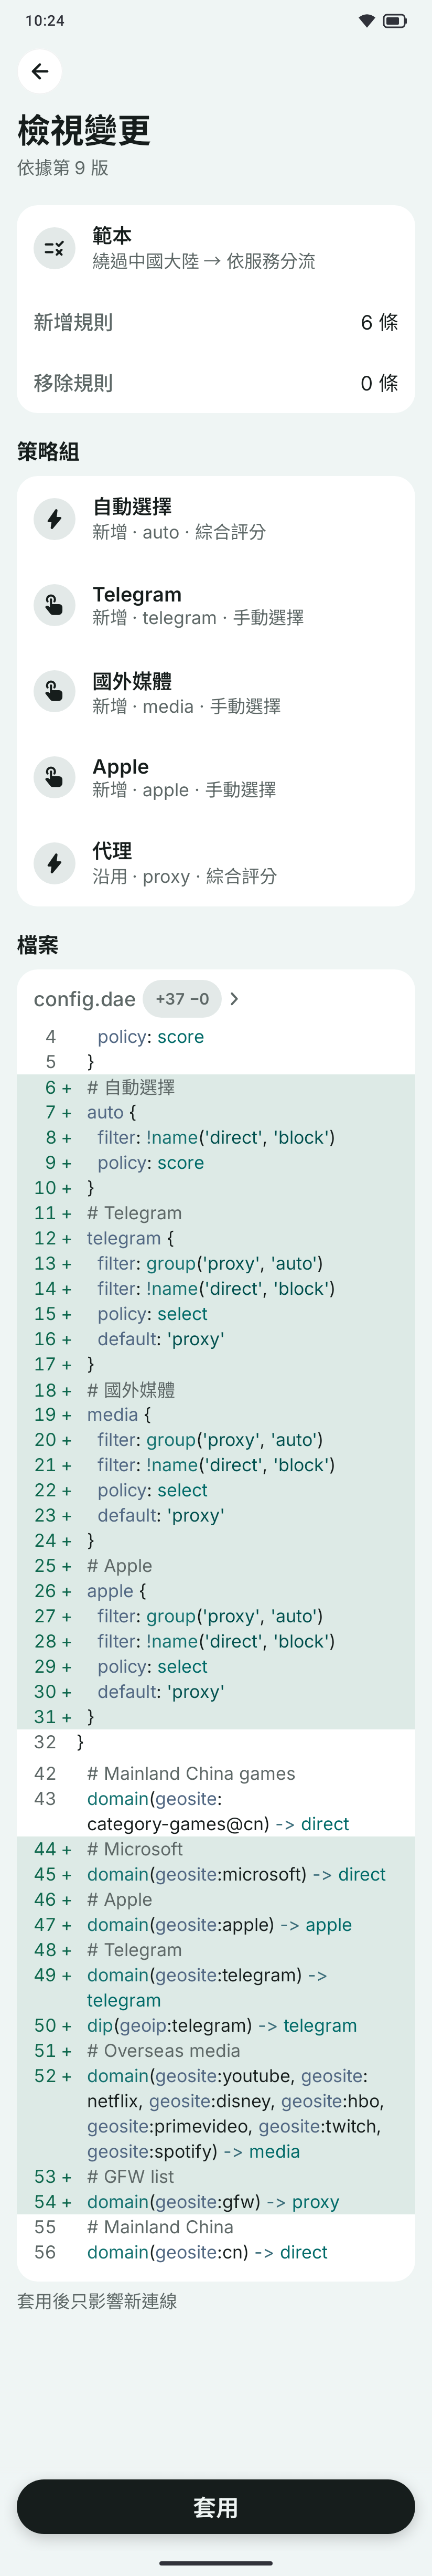 10:24
檢視變更
依據第 9 版
範本
繞過中國大陸 → 依服務分流
新增規則 6 條
移除規則 0 條
策略組
自動選擇
新增 · auto · 綜合評分
Telegram
新增 · telegram · 手動選擇
國外媒體
新增 · media · 手動選擇
Apple
新增 · apple · 手動選擇
代理
沿用 · proxy · 綜合評分
檔案
config.dae +37 −0
4 policy: score
5 }
6 + # 自動選擇
7 + auto {
8 + filter: !name('direct', 'block')
9 + policy: score
10 + }
11 + # Telegram
12 + telegram {
13 + filter: group('proxy', 'auto')
14 + filter: !name('direct', 'block')
15 + policy: select
16 + default: 'proxy'
17 + }
18 + # 國外媒體
19 + media {
20 + filter: group('proxy', 'auto')
21 + filter: !name('direct', 'block')
22 + policy: select
23 + default: 'proxy'
24 + }
25 + # Apple
26 + apple {
27 + filter: group('proxy', 'auto')
28 + filter: !name('direct', 'block')
29 + policy: select
30 + default: 'proxy'
31 + }
32 }
42 # Mainland China games
43 domain(geosite:
category-games@cn) -> direct
44 + # Microsoft
45 + domain(geosite:microsoft) -> direct
46 + # Apple
47 + domain(geosite:apple) -> apple
48 + # Telegram
49 + domain(geosite:telegram) ->
telegram
50 + dip(geoip:telegram) -> telegram
51 + # Overseas media
52 + domain(geosite:youtube, geosite:
netflix, geosite:disney, geosite:hbo,
geosite:primevideo, geosite:twitch,
geosite:spotify) -> media
53 + # GFW list
54 + domain(geosite:gfw) -> proxy
55 # Mainland China
56 domain(geosite:cn) -> direct
套用後只影響新連線
套用